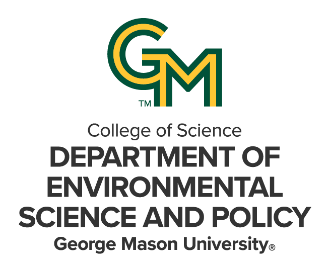 GM
TM
College of Science
DEPARTMENT OF
ENVIRONMENTAL
SCIENCE AND POLICY
George Mason University®